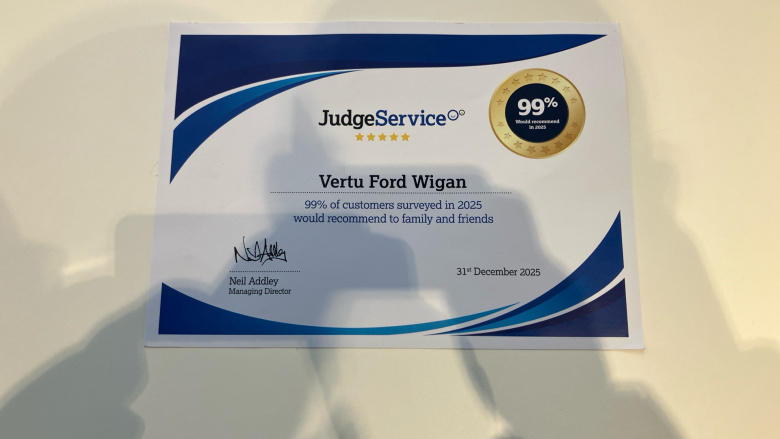 JudgeService
99%
Would recommend
in 2025
Vertu Ford Wigan
99% of customers surveyed in 2025
would recommend to family and friends
Neil Addley
Managing Director
31st December 2025